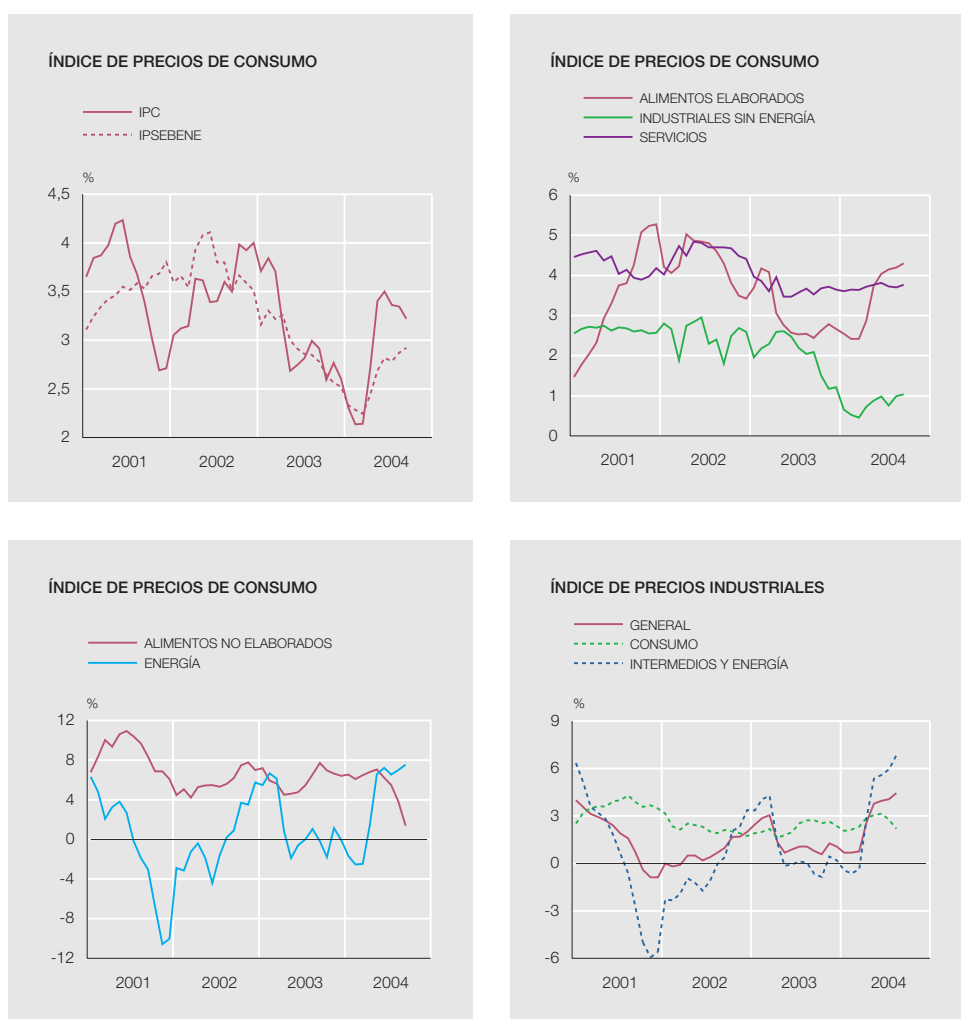 ÍNDICE DE PRECIOS DE CONSUMO
IPC
IPSEBENE
%
4,5
4
3,5
3
2,5
2
2001 2002 2003 2004
ÍNDICE DE PRECIOS DE CONSUMO
ALIMENTOS ELABORADOS
INDUSTRIALES SIN ENERGÍA
SERVICIOS
%
6
5
4
3
2
1
0
2001 2002 2003 2004
ÍNDICE DE PRECIOS DE CONSUMO
ALIMENTOS NO ELABORADOS
ENERGÍA
%
12
8
4
0
-4
-8
-12
2001 2002 2003 2004
ÍNDICE DE PRECIOS INDUSTRIALES
GENERAL
CONSUMO
INTERMEDIOS Y ENERGÍA
%
9
6
3
0
-3
-6
2001 2002 2003 2004